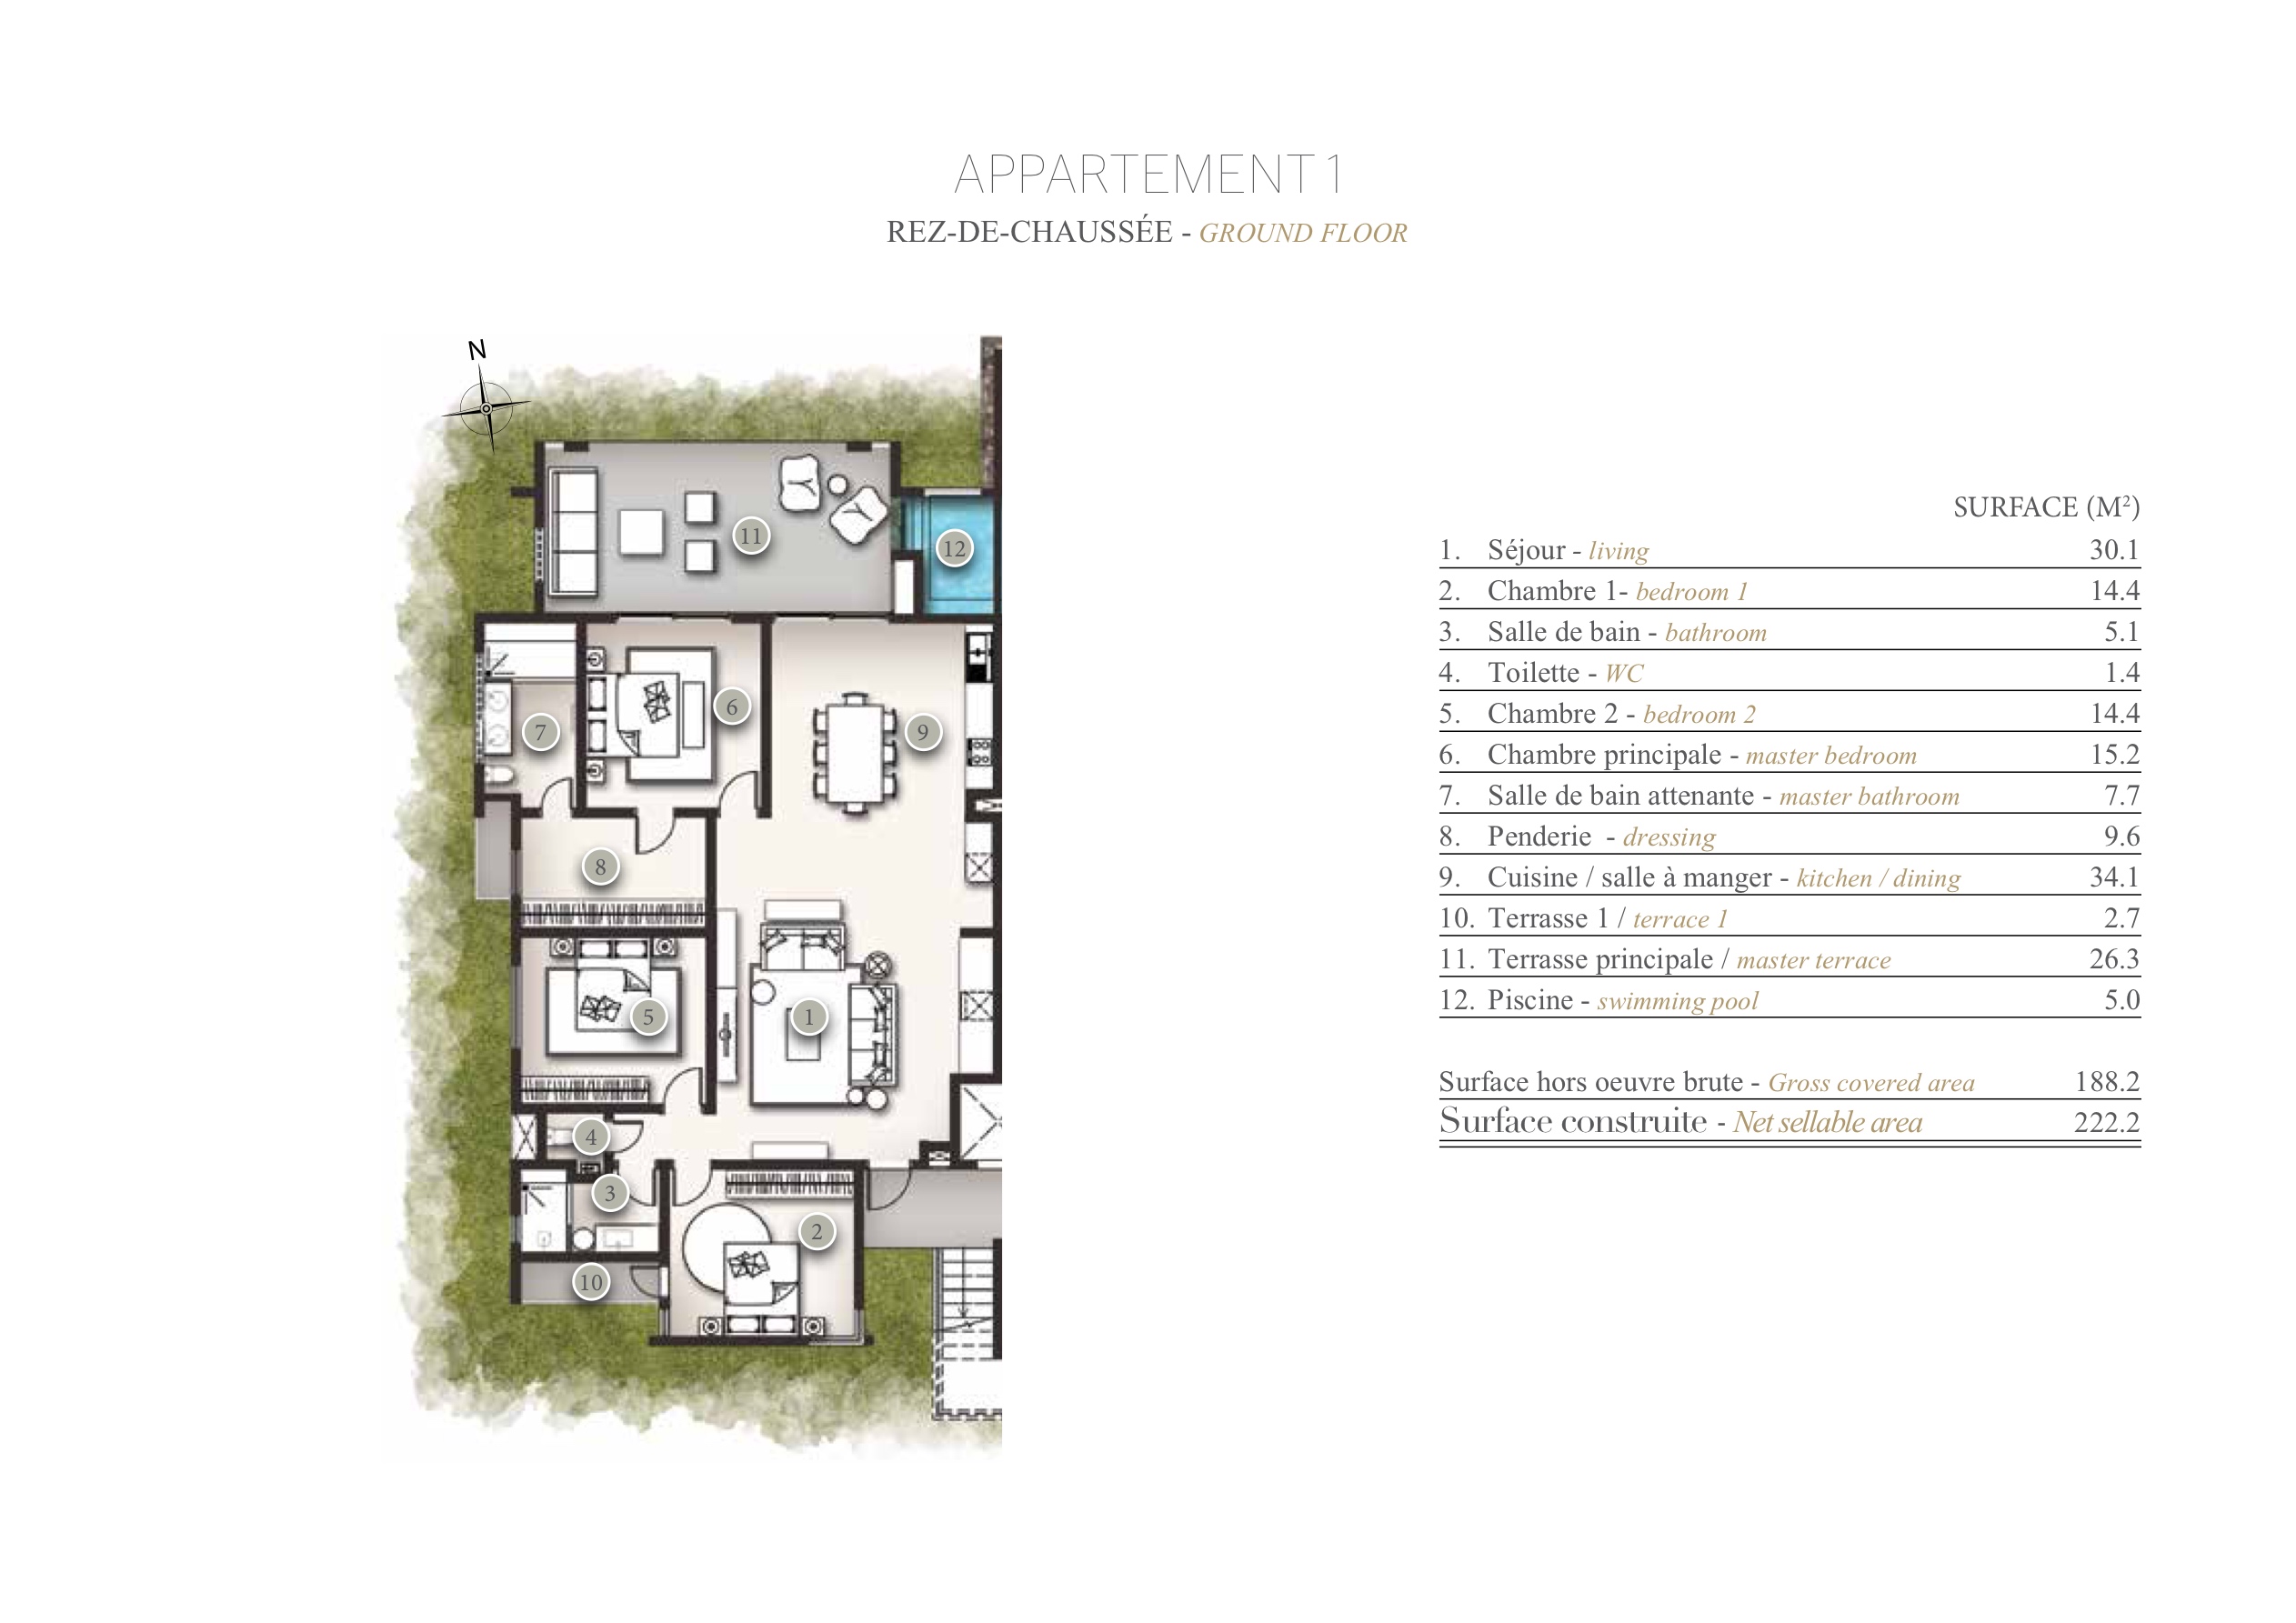 APPARTEMENT 1
REZ-DE-CHAUSSÉE - GROUND FLOOR
N
11
12
6
7
9
8
5
1
4
3
2
10
SURFACE (M²)
1. Séjour - living 30.1
2. Chambre 1- bedroom 1 14.4
3. Salle de bain - bathroom 5.1
4. Toilette - WC 1.4
5. Chambre 2 - bedroom 2 14.4
6. Chambre principale - master bedroom 15.2
7. Salle de bain attenante - master bathroom 7.7
8. Penderie - dressing 9.6
9. Cuisine / salle à manger - kitchen / dining 34.1
10. Terrasse 1 / terrace 1 2.7
11. Terrasse principale / master terrace 26.3
12. Piscine - swimming pool 5.0
Surface hors oeuvre brute - Gross covered area 188.2
Surface construite - Net sellable area 222.2